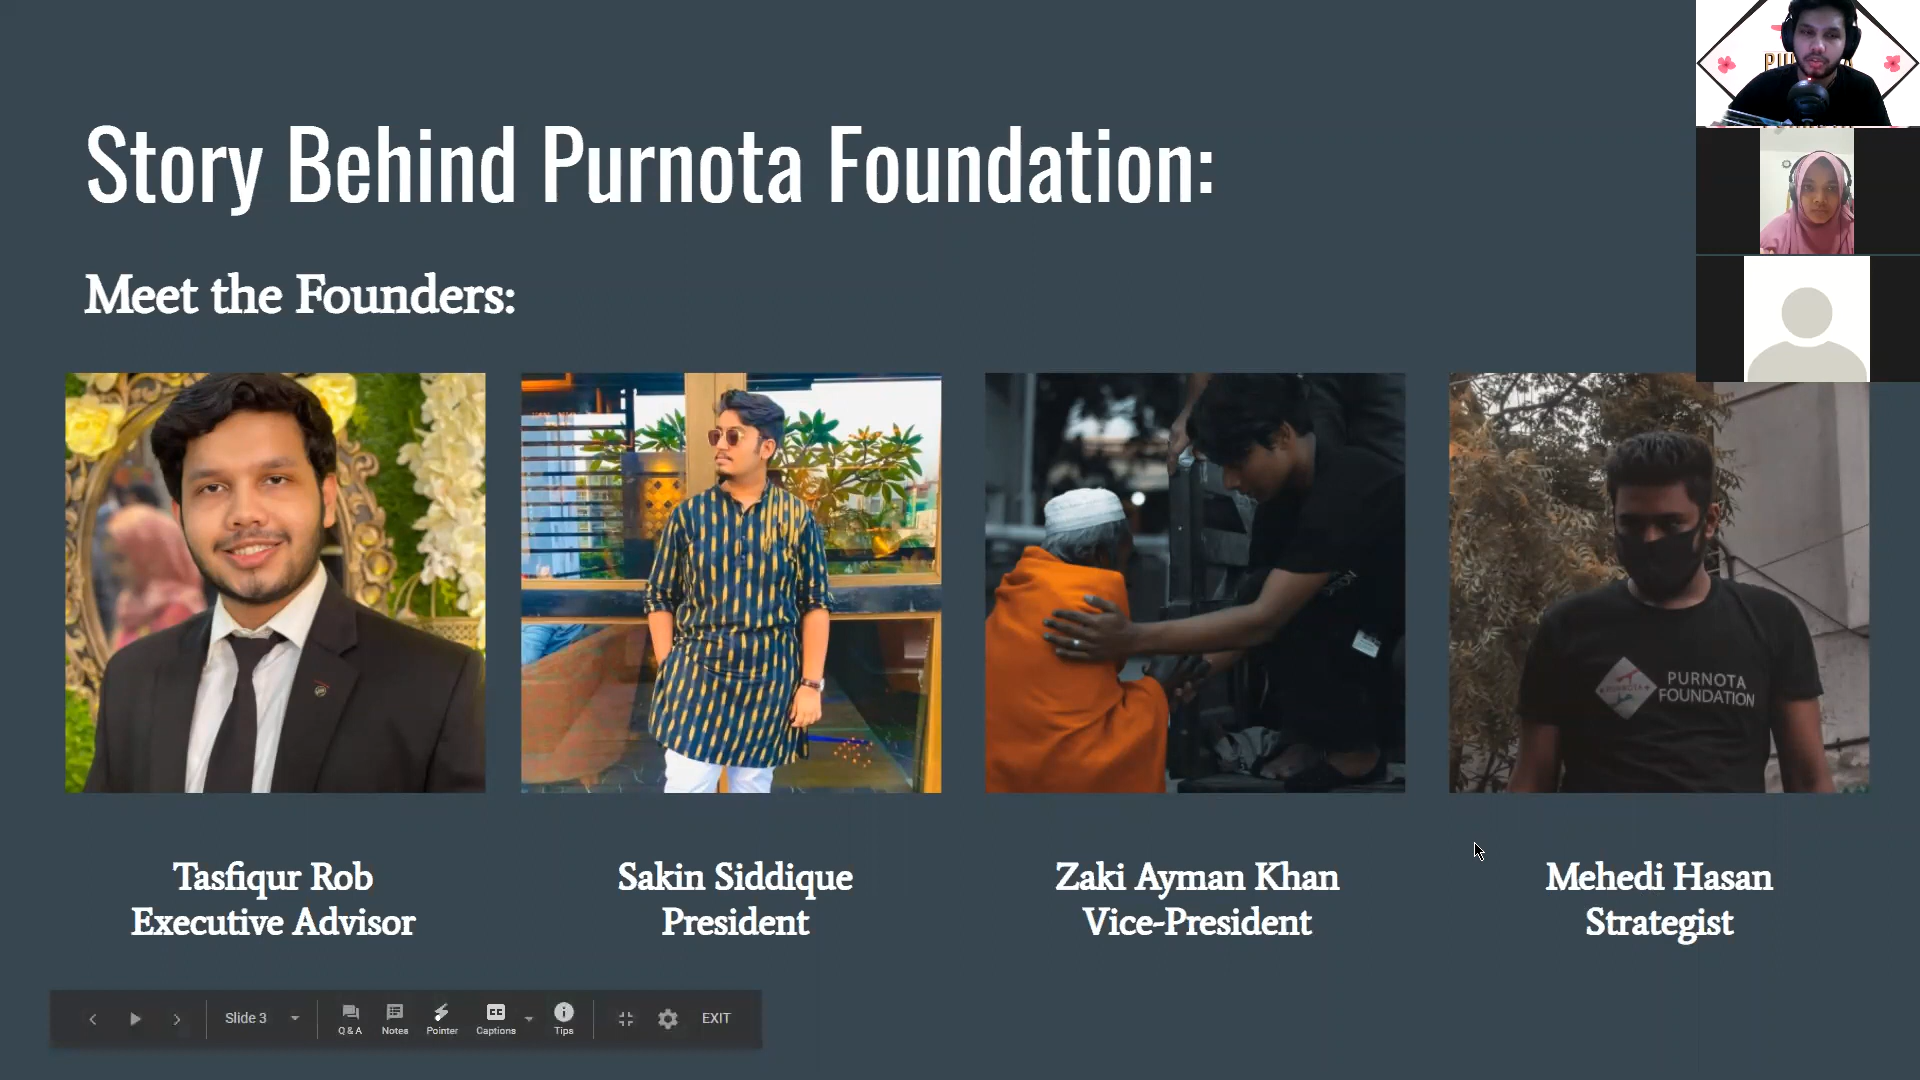 Story Behind Purnota Foundation:
Meet the Founders:
PURNOTA
FOUNDATION
Tasfiqur Rob
Executive Advisor
Sakin Siddique
President
Zaki Ayman Khan
Vice-President
Mehedi Hasan
Strategist
Slide 3
Q & A
Notes
Pointer
Captions
Tips
EXIT